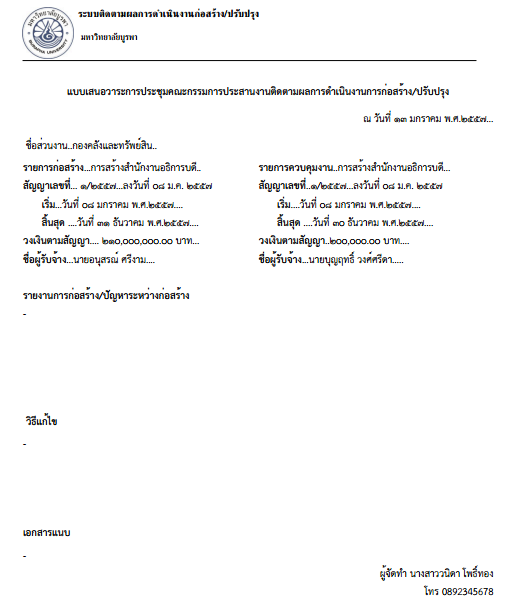 ระบบติดตามผลการดำเนินงานก่อสร้าง/ปรับปรุง
มหาวิทยาลัยบูรพา
มหาวิทยาลัยบูรพา
BURAPHA UNIVERSITY
แบบเสนอวาระการประชุมคณะกรรมการประสานงานติดตามผลการดำเนินงานการก่อสร้าง/ปรับปรุง
ณ วันที่ ๑๓ มกราคม พ.ศ.๒๕๕๗...
ชื่อส่วนงาน..กองคลังและทรัพย์สิน..
รายการก่อสร้าง...การสร้างสำนักงานอธิการบดี.. รายการควบคุมงาน..การสร้างสำนักงานอธิการบดี..
สัญญาเลขที่... ๑/๒๕๕๗...ลงวันที่ ๐๘ ม.ค. ๒๕๕๗ สัญญาเลขที่..๑/๒๕๕๗...ลงวันที่ ๐๘ ม.ค. ๒๕๕๗
เริ่ม...วันที่ ๐๘ มกราคม พ.ศ.๒๕๕๗.... เริ่ม....วันที่ ๐๘ มกราคม พ.ศ.๒๕๕๗....
สิ้นสุด ....วันที่ ๓๑ ธันวาคม พ.ศ.๒๕๕๗.... สิ้นสุด ....วันที่ ๓๐ ธันวาคม พ.ศ.๒๕๕๗....
วงเงินตามสัญญา.... ๒๑๐,๐๐๐,๐๐๐.๐๐ บาท... วงเงินตามสัญญา..๒๐๐,๐๐๐.๐๐ บาท....
ชื่อผู้รับจ้าง...นายอนุสรณ์ ศรีงาม.... ชื่อผู้รับจ้าง...นายบุญฤทธิ์ วงค์ศรีดา.....
รายงานการก่อสร้าง/ปัญหาระหว่างก่อสร้าง
-
วิธีแก้ไข
-
เอกสารแนบ
-
ผู้จัดทำ นางสาววนิดา โพธิ์ทอง
โทร 0892345678